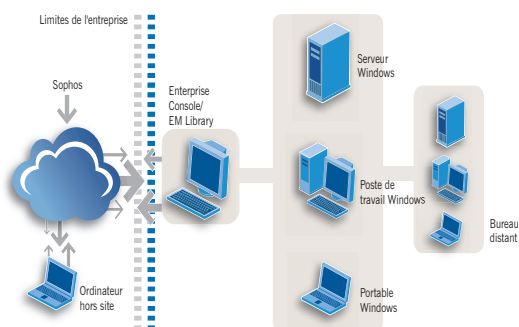 Limites de l'entreprise
Sophos
Enterprise
Console/
EM Library
Serveur
Windows
Poste de
travail Windows
Bureau
distant
Ordinateur
hors site
Portable
Windows